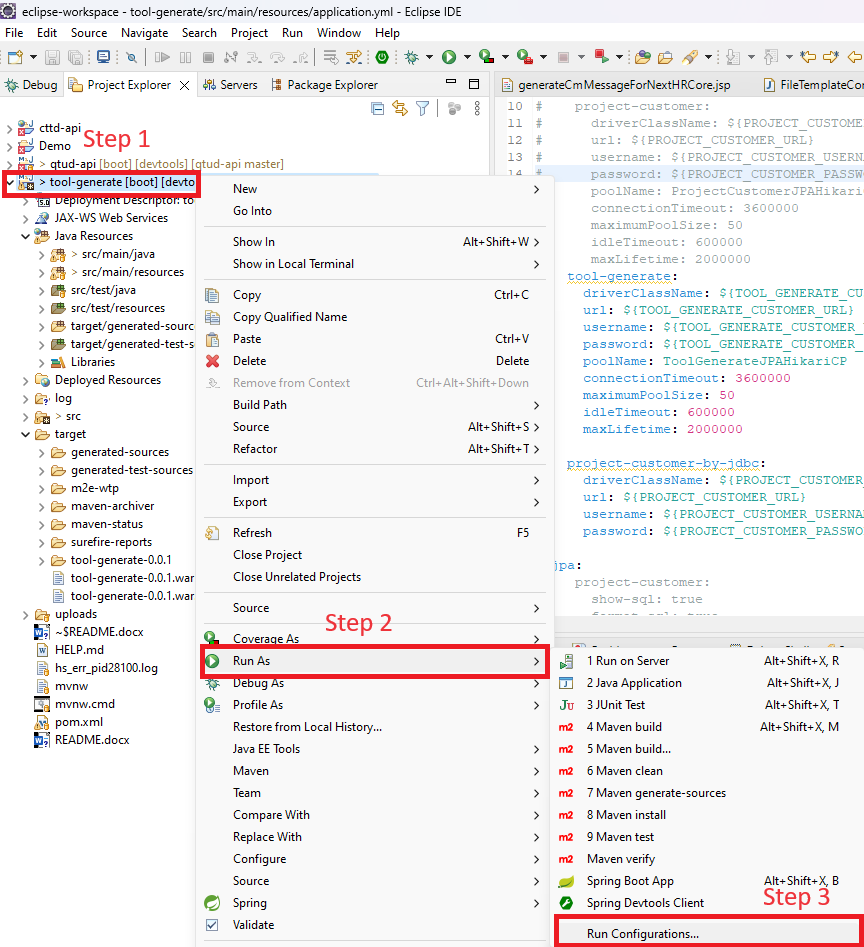 eclipse-workspace - tool-generate/src/main/resources/application.yml - Eclipse IDE
File Edit Source Navigate Search Project Run Window Help
Debug Project Explorer Servers Package Explorer
cttd-api
Step 1
Demo
> qtud-api [boot] [devtools] [qtud-api master]
> tool-generate [boot] [devto
Deployment Descriptor: to
JAX-WS Web Services
Java Resources
> src/main/java
> src/main/resources
src/test/java
src/test/resources
target/generated-sourc
target/generated-test-s
Libraries
Deployed Resources
log
> src
target
generated-sources
generated-test-sources
m2e-wtp
maven-archiver
maven-status
surefire-reports
tool-generate-0.0.1
tool-generate-0.0.1.war
tool-generate-0.0.1.war
uploads
~$README.docx
HELP.md
hs_err_pid28100.log
mvnw
mvnw.cmd
pom.xml
README.docx
New
Go Into
Show In Alt+Shift+W
Show in Local Terminal
Copy Ctrl+C
Copy Qualified Name
Paste Ctrl+V
Delete Delete
Remove from Context Ctrl+Alt+Shift+Down
Build Path
Source Alt+Shift+S
Refactor Alt+Shift+T
Import
Export
Refresh F5
Close Project
Close Unrelated Projects
Source
Step 2
Coverage As
Run As
Debug As
Profile As
Restore from Local History...
Java EE Tools
Maven
Team
Compare With
Replace With
Configure
Source
Spring
Validate
generateCmMessageForNextHRCore.jsp FileTemplateCor
10 # project-customer:
11 # driverClassName: ${PROJECT_CUSTOME
12 # url: ${PROJECT_CUSTOMER_URL}
13 # username: ${PROJECT_CUSTOMER_USERN
14 # password: ${PROJECT_CUSTOMER_PASSW
poolName: ProjectCustomerJPAHikari
connectionTimeout: 3600000
maximumPoolSize: 50
idleTimeout: 600000
maxLifetime: 2000000
tool-generate:
driverClassName: ${TOOL_GENERATE_CU
url: ${TOOL_GENERATE_CUSTOMER_URL}
username: ${TOOL_GENERATE_CUSTOMER_
password: ${TOOL_GENERATE_CUSTOMER_
poolName: ToolGenerateJPAHikariCP
connectionTimeout: 3600000
maximumPoolSize: 50
idleTimeout: 600000
maxLifetime: 2000000
project-customer-by-jdbc:
driverClassName: ${PROJECT_CUSTOMER
url: ${PROJECT_CUSTOMER_URL}
username: ${PROJECT_CUSTOMER_USERNA
password: ${PROJECT_CUSTOMER_PASSWO
jpa:
project-customer:
show-sql: true
1 Run on Server Alt+Shift+X, R
2 Java Application Alt+Shift+X, J
3 JUnit Test Alt+Shift+X, T
4 Maven build Alt+Shift+X, M
5 Maven build...
6 Maven clean
7 Maven generate-sources
8 Maven install
9 Maven test
Maven verify
Spring Boot App Alt+Shift+X, B
Spring Devtools Client
Step 3
Run Configurations...